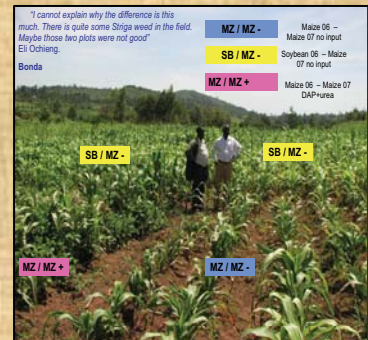 "I cannot explain why the difference is this
much. There is quite some Striga weed in the field.
Maybe those two plots were not good"
Eli Ochieng.
Bonda
MZ / MZ -
Maize 06 –
Maize 07 no input
SB / MZ -
Soybean 06 – Maize
07 no input
MZ / MZ +
Maize 06 – Maize 07
DAP+urea
SB / MZ -
SB / MZ -
MZ / MZ +
MZ / MZ -